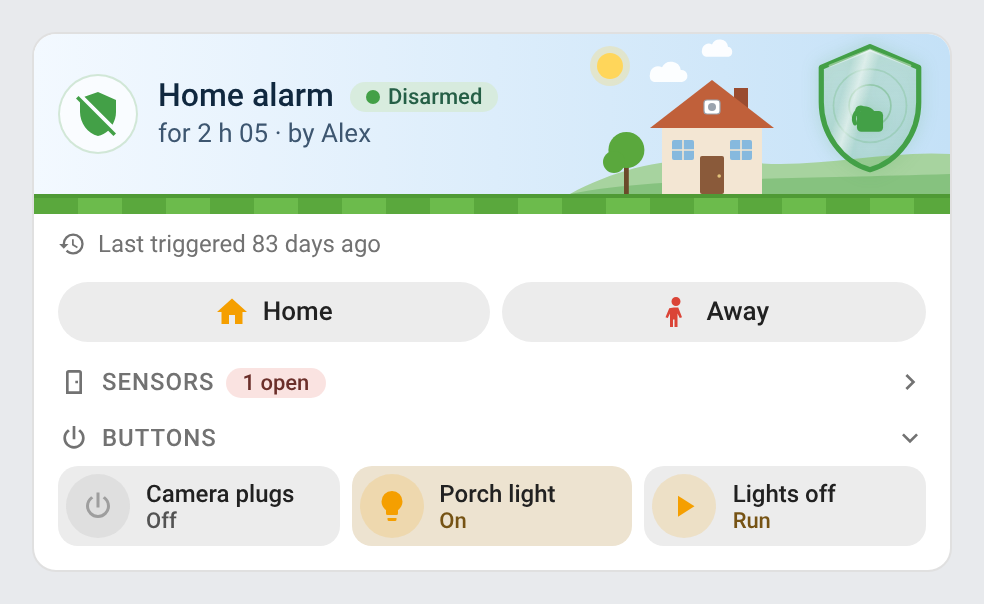 Home alarm Disarmed
for 2 h 05 · by Alex
Last triggered 83 days ago
Home Away
SENSORS 1 open
BUTTONS
Camera plugs Porch light Lights off
Off On Run